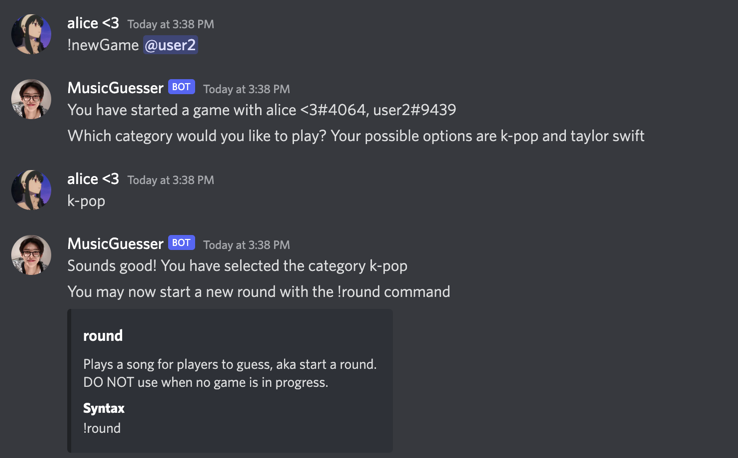 alice <3 Today at 3:38 PM
!newGame @user2
MusicGuesser BOT Today at 3:38 PM
You have started a game with alice <3#4064, user2#9439
Which category would you like to play? Your possible options are k-pop and taylor swift
alice <3 Today at 3:38 PM
k-pop
MusicGuesser BOT Today at 3:38 PM
Sounds good! You have selected the category k-pop
You may now start a new round with the !round command
round
Plays a song for players to guess, aka start a round.
DO NOT use when no game is in progress.
Syntax
!round